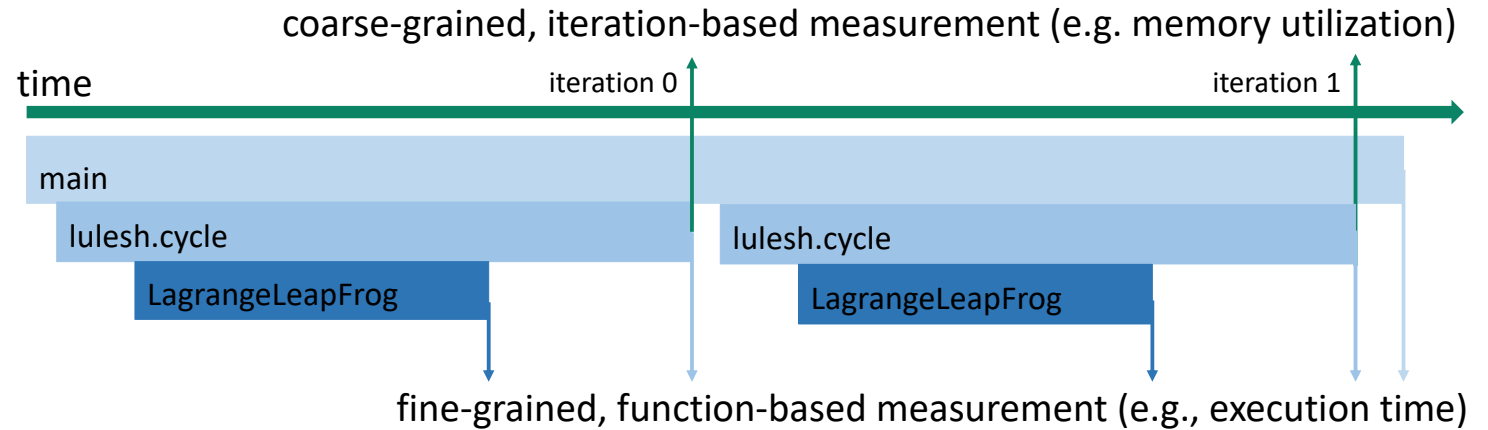 coarse-grained, iteration-based measurement (e.g. memory utilization)
time
iteration 0
iteration 1
main
lulesh.cycle
lulesh.cycle
LagrangeLeapFrog
LagrangeLeapFrog
fine-grained, function-based measurement (e.g., execution time)